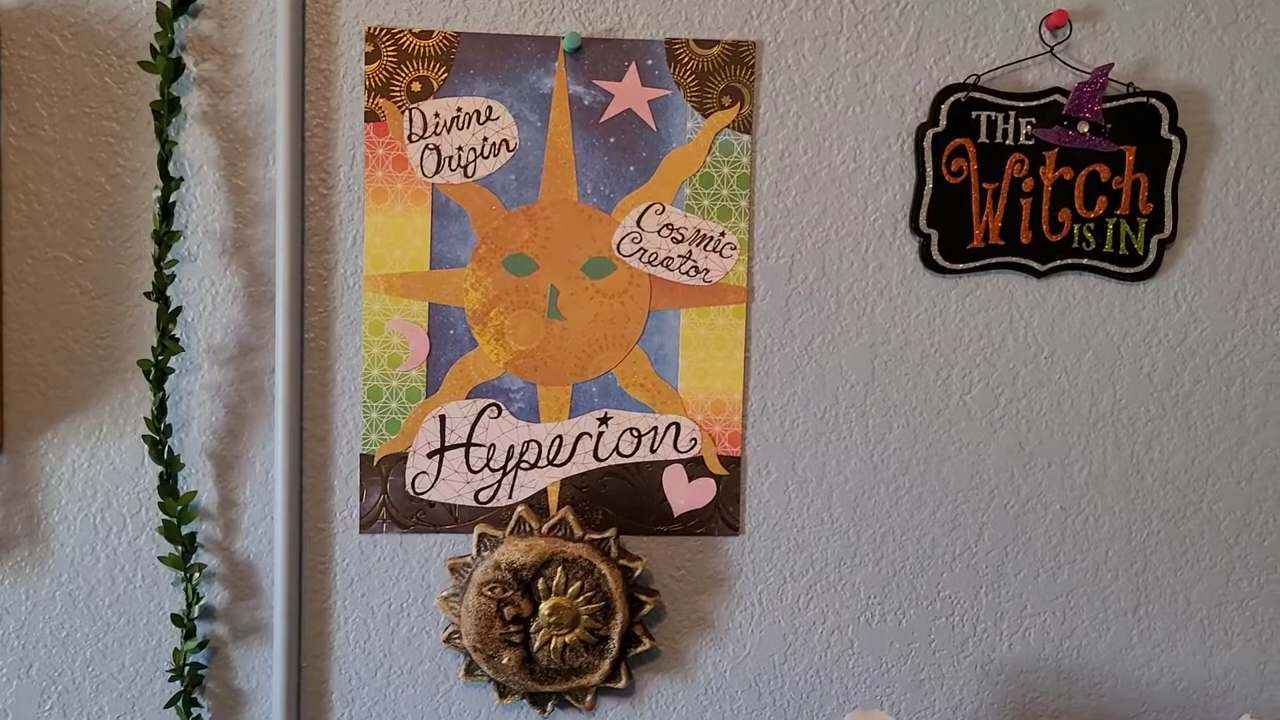 Divine
Origin
Cosmic
Creator
Hyperion
THE
Witch
IS IN